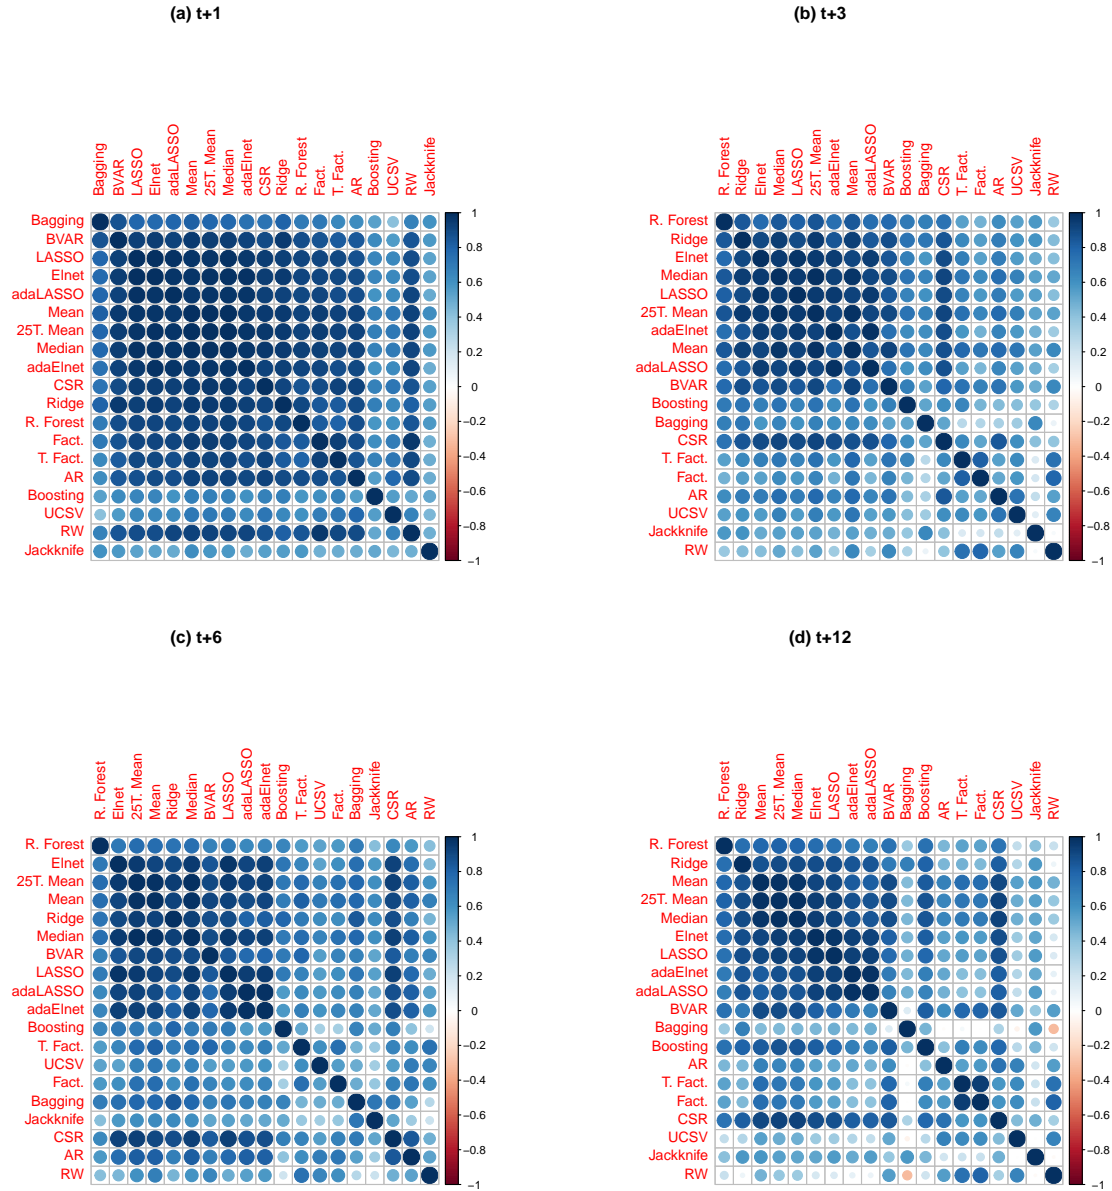 (a) t+1
(b) t+3
Bagging BVAR LASSO Elnet adaLASSO Mean 25T. Mean Median adaElnet CSR Ridge R. Forest Fact. T. Fact. AR Boosting UCSV RW Jackknife
Bagging
BVAR
LASSO
Elnet
adaLASSO
Mean
25T. Mean
Median
adaElnet
CSR
Ridge
R. Forest
Fact.
T. Fact.
AR
Boosting
UCSV
RW
Jackknife
1
0.8
0.6
0.4
0.2
0
−0.2
−0.4
−0.6
−0.8
−1
R. Forest Ridge Elnet Median LASSO 25T. Mean adaElnet Mean adaLASSO BVAR Boosting Bagging CSR T. Fact. Fact. AR UCSV Jackknife RW
R. Forest
Ridge
Elnet
Median
LASSO
25T. Mean
adaElnet
Mean
adaLASSO
BVAR
Boosting
Bagging
CSR
T. Fact.
Fact.
AR
UCSV
Jackknife
RW
1
0.8
0.6
0.4
0.2
0
−0.2
−0.4
−0.6
−0.8
−1
(c) t+6
(d) t+12
R. Forest Elnet 25T. Mean Mean Ridge Median BVAR LASSO adaLASSO adaElnet Boosting T. Fact. UCSV Fact. Bagging Jackknife CSR AR RW
R. Forest
Elnet
25T. Mean
Mean
Ridge
Median
BVAR
LASSO
adaLASSO
adaElnet
Boosting
T. Fact.
UCSV
Fact.
Bagging
Jackknife
CSR
AR
RW
1
0.8
0.6
0.4
0.2
0
−0.2
−0.4
−0.6
−0.8
−1
R. Forest Ridge Mean 25T. Mean Median Elnet LASSO adaElnet adaLASSO BVAR Bagging Boosting AR T. Fact. Fact. CSR UCSV Jackknife RW
R. Forest
Ridge
Mean
25T. Mean
Median
Elnet
LASSO
adaElnet
adaLASSO
BVAR
Bagging
Boosting
AR
T. Fact.
Fact.
CSR
UCSV
Jackknife
RW
1
0.8
0.6
0.4
0.2
0
−0.2
−0.4
−0.6
−0.8
−1